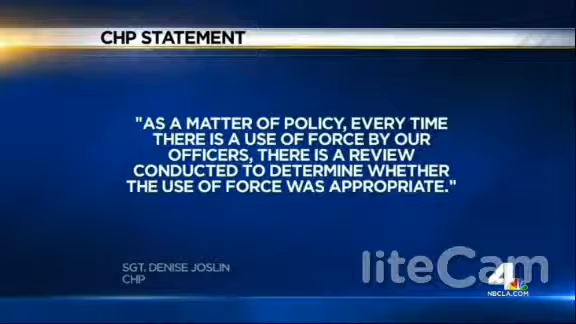 CHP STATEMENT
"AS A MATTER OF POLICY, EVERY TIME
THERE IS A USE OF FORCE BY OUR
OFFICERS, THERE IS A REVIEW
CONDUCTED TO DETERMINE WHETHER
THE USE OF FORCE WAS APPROPRIATE."
SGT. DENISE JOSLIN
CHP
liteCam
4
NBCLA.COM